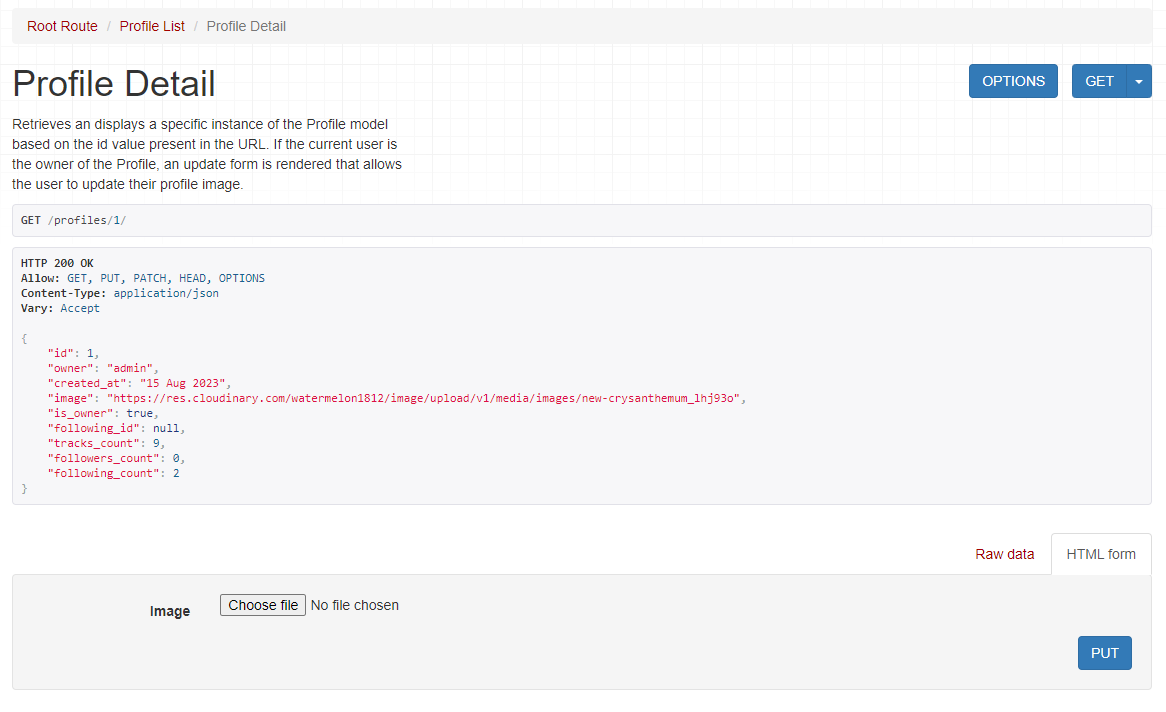 Root Route / Profile List / Profile Detail
Profile Detail
OPTIONS GET
Retrieves an displays a specific instance of the Profile model
based on the id value present in the URL. If the current user is
the owner of the Profile, an update form is rendered that allows
the user to update their profile image.
GET /profiles/1/
HTTP 200 OK
Allow: GET, PUT, PATCH, HEAD, OPTIONS
Content-Type: application/json
Vary: Accept
{
    "id": 1,
    "owner": "admin",
    "created_at": "15 Aug 2023",
    "image": "https://res.cloudinary.com/watermelon1812/image/upload/v1/media/images/new-crysanthemum_lhj93o",
    "is_owner": true,
    "following_id": null,
    "tracks_count": 9,
    "followers_count": 0,
    "following_count": 2
}
Raw data HTML form
Image Choose file No file chosen
PUT